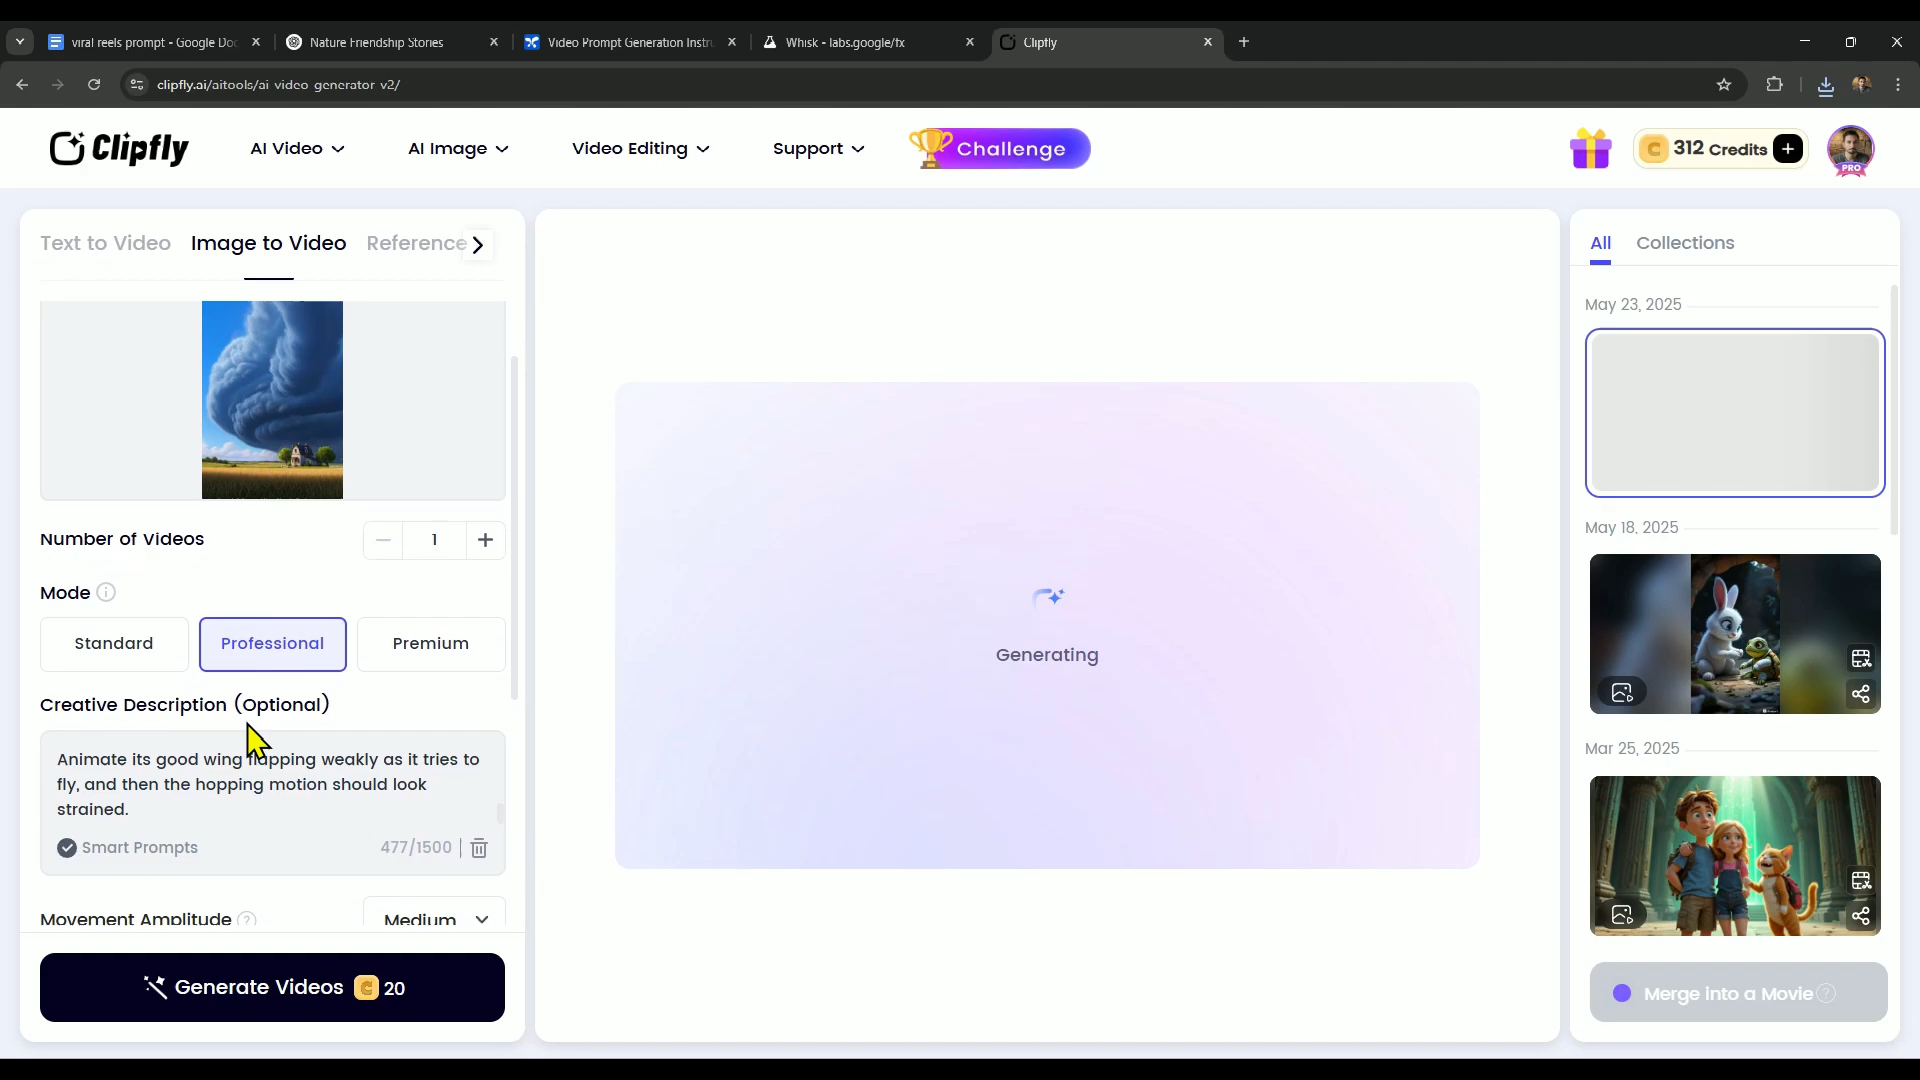 viral reels prompt - Google Doc
Nature Friendship Stories
Video Prompt Generation Instru
Whisk - labs.google/fx
Clipfly
clipfly.ai/aitools/ai-video-generator-v2/
Clipfly
AI Video
AI Image
Video Editing
Support
Challenge
312 Credits
PRO
Text to Video
Image to Video
Reference
Number of Videos
1
Mode
Standard
Professional
Premium
Creative Description (Optional)
Animate its good wing flapping weakly as it tries to
fly, and then the hopping motion should look
strained.
Smart Prompts
477/1500
Movement Amplitude
Medium
Generate Videos
20
Generating
All
Collections
May 23, 2025
May 18, 2025
Mar 25, 2025
Merge into a Movie